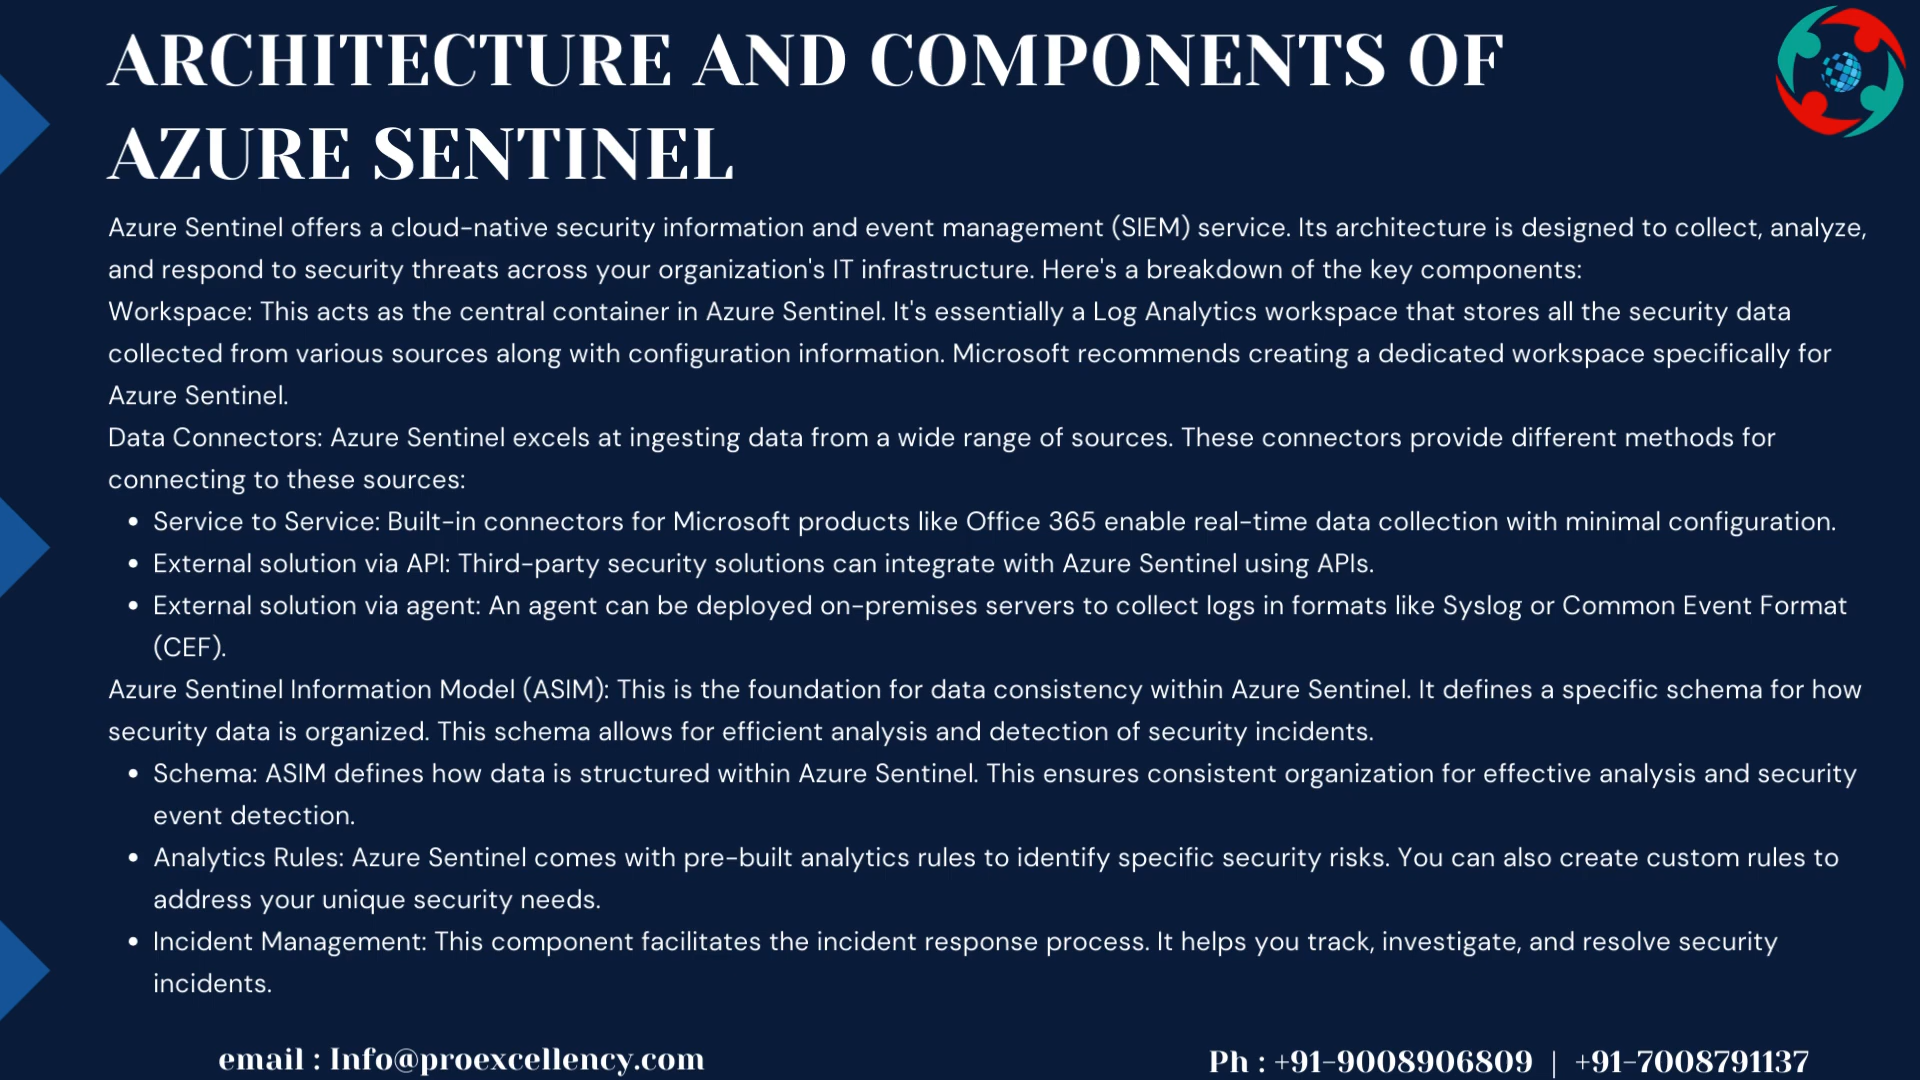 ARCHITECTURE AND COMPONENTS OF
AZURE SENTINEL
Azure Sentinel offers a cloud-native security information and event management (SIEM) service. Its architecture is designed to collect, analyze,
and respond to security threats across your organization's IT infrastructure. Here's a breakdown of the key components:
Workspace: This acts as the central container in Azure Sentinel. It's essentially a Log Analytics workspace that stores all the security data
collected from various sources along with configuration information. Microsoft recommends creating a dedicated workspace specifically for
Azure Sentinel.
Data Connectors: Azure Sentinel excels at ingesting data from a wide range of sources. These connectors provide different methods for
connecting to these sources:
• Service to Service: Built-in connectors for Microsoft products like Office 365 enable real-time data collection with minimal configuration.
• External solution via API: Third-party security solutions can integrate with Azure Sentinel using APIs.
• External solution via agent: An agent can be deployed on-premises servers to collect logs in formats like Syslog or Common Event Format
(CEF).
Azure Sentinel Information Model (ASIM): This is the foundation for data consistency within Azure Sentinel. It defines a specific schema for how
security data is organized. This schema allows for efficient analysis and detection of security incidents.
• Schema: ASIM defines how data is structured within Azure Sentinel. This ensures consistent organization for effective analysis and security
event detection.
• Analytics Rules: Azure Sentinel comes with pre-built analytics rules to identify specific security risks. You can also create custom rules to
address your unique security needs.
• Incident Management: This component facilitates the incident response process. It helps you track, investigate, and resolve security
incidents.
email : Info@proexcellency.com
Ph : +91-9008906809 | +91-7008791137